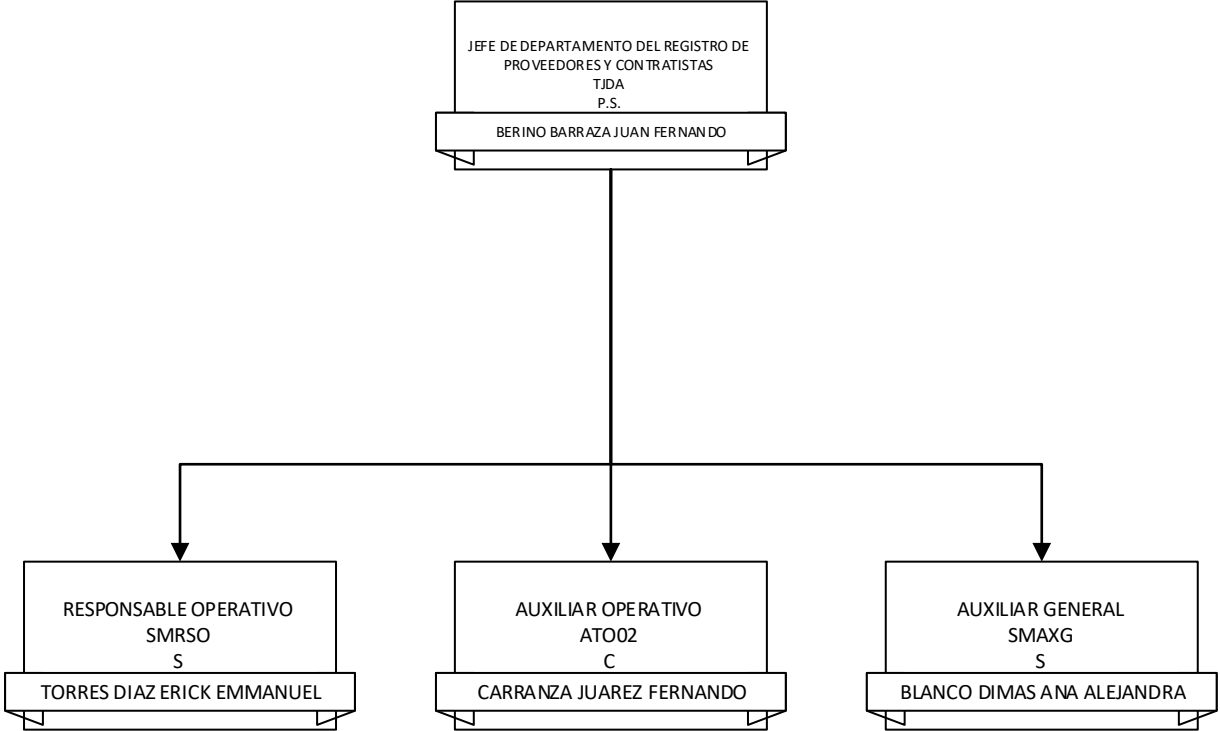 JEFE DE DEPARTAMENTO DEL REGISTRO DE
PROVEEDORES Y CONTRATISTAS
TJDA
P.S.
BERINO BARRAZA JUAN FERNANDO
RESPONSABLE OPERATIVO
SMRSO
S
TORRES DIAZ ERICK EMMANUEL
AUXILIAR OPERATIVO
ATO02
C
CARRANZA JUAREZ FERNANDO
AUXILIAR GENERAL
SMAXG
S
BLANCO DIMAS ANA ALEJANDRA